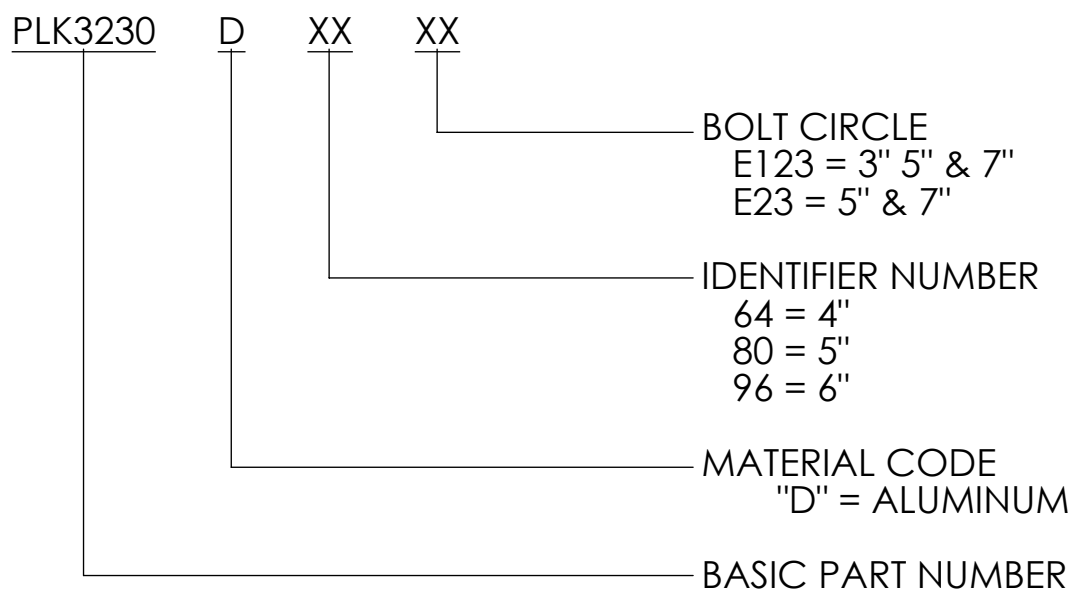 PLK3230 D XX XX
BOLT CIRCLE
E123 = 3" 5" & 7"
E23 = 5" & 7"
IDENTIFIER NUMBER
64 = 4"
80 = 5"
96 = 6"
MATERIAL CODE
"D" = ALUMINUM
BASIC PART NUMBER